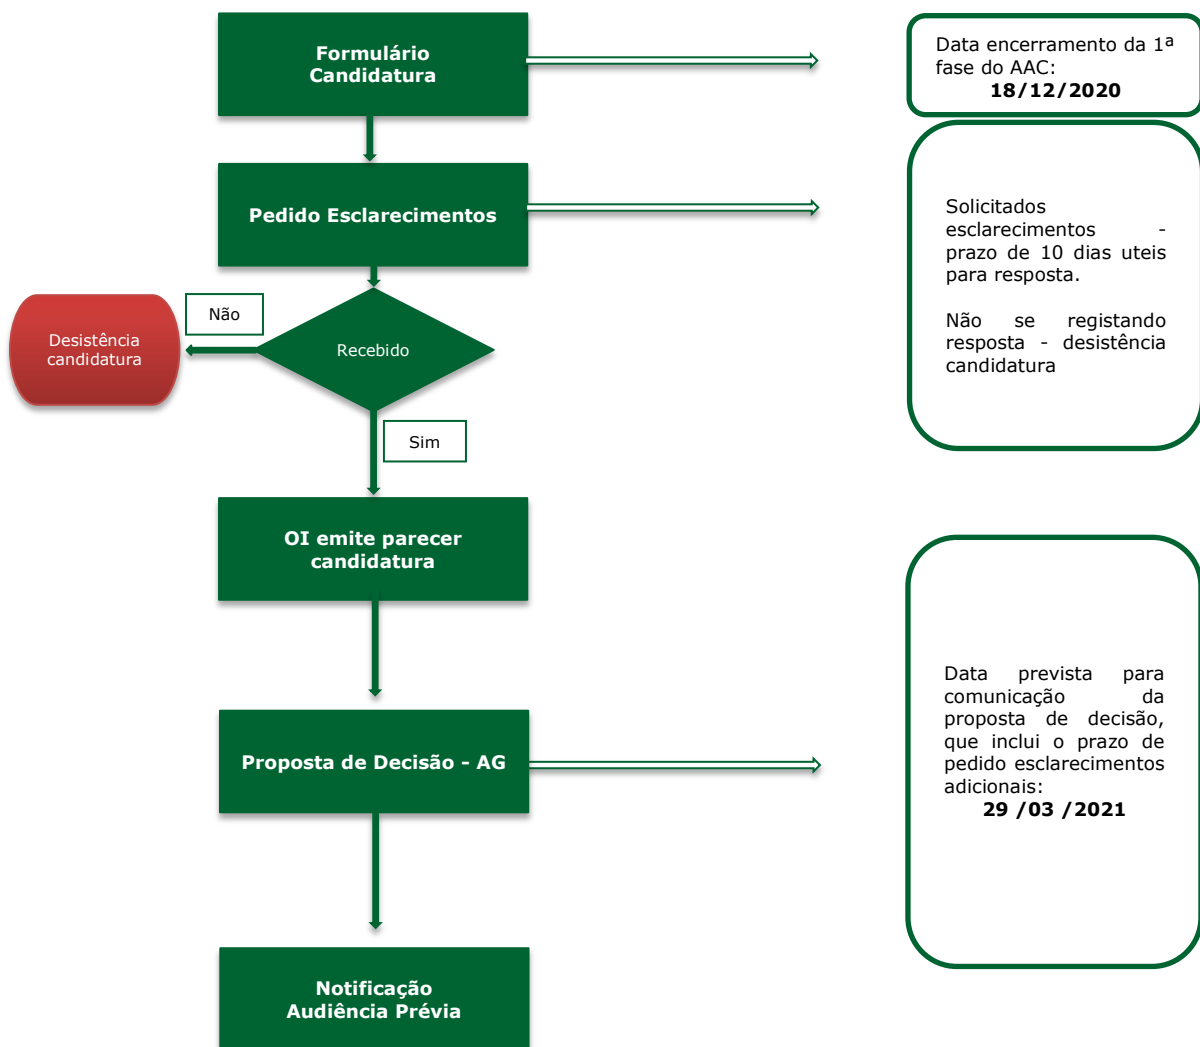 Formulário
Candidatura
Data encerramento da 1ª
fase do AAC:
18/12/2020
Pedido Esclarecimentos
Solicitados
esclarecimentos -
prazo de 10 dias uteis
para resposta.
Não se registando
resposta - desistência
candidatura
Não
Desistência
candidatura
Recebido
Sim
OI emite parecer
candidatura
Proposta de Decisão – AG
Data prevista para
comunicação da
proposta de decisão,
que inclui o prazo de
pedido esclarecimentos
adicionais:
29 /03 /2021
Notificação
Audiência Prévia